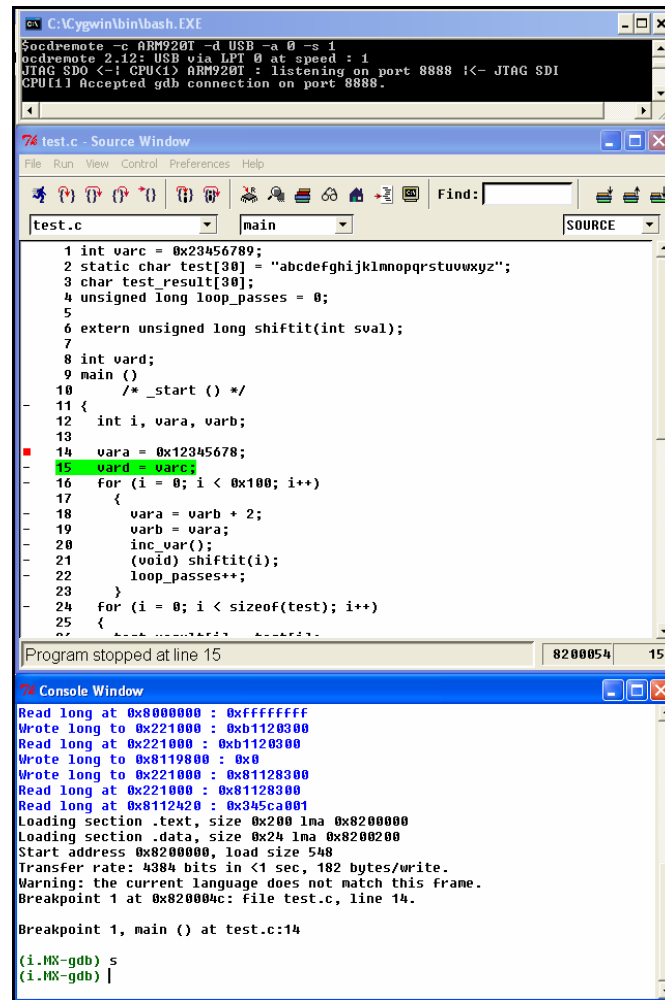 C:\Cygwin\bin\bash.EXE
$ocdremote -c ARM920T -d USB -a 0 -s 1
ocdremote 2.12: USB via LPT 0 at speed : 1
JTAG SDO <-¦ CPU(1) ARM920T : listening on port 8888 ¦<- JTAG SDI
CPU[1] Accepted gdb connection on port 8888.
test.c - Source Window
File Run View Control Preferences Help
Find:
test.c main SOURCE
1 int varc = 0x23456789;
2 static char test[30] = "abcdefghijklmnopqrstuvwxyz";
3 char test_result[30];
4 unsigned long loop_passes = 0;
5
6 extern unsigned long shiftit(int sval);
7
8 int vard;
9 main ()
10 /* _start () */
- 11 {
12 int i, vara, varb;
13
14 vara = 0x12345678;
- 15 vard = varc;
- 16 for (i = 0; i < 0x100; i++)
17 {
- 18 vara = varb + 2;
- 19 varb = vara;
- 20 inc_var();
- 21 (void) shiftit(i);
- 22 loop_passes++;
23 }
- 24 for (i = 0; i < sizeof(test); i++)
25 {
Program stopped at line 15 8200054 15
Console Window
Read long at 0x8000000 : 0xffffffff
Wrote long to 0x221000 : 0xb1120300
Read long at 0x221000 : 0xb1120300
Wrote long to 0x8119800 : 0x0
Wrote long to 0x221000 : 0x81128300
Read long at 0x221000 : 0x81128300
Read long at 0x8112420 : 0x345ca001
Loading section .text, size 0x200 lma 0x8200000
Loading section .data, size 0x24 lma 0x8200200
Start address 0x8200000, load size 548
Transfer rate: 4384 bits in <1 sec, 182 bytes/write.
Warning: the current language does not match this frame.
Breakpoint 1 at 0x820004c: file test.c, line 14.
Breakpoint 1, main () at test.c:14
(i.MX-gdb) s
(i.MX-gdb)